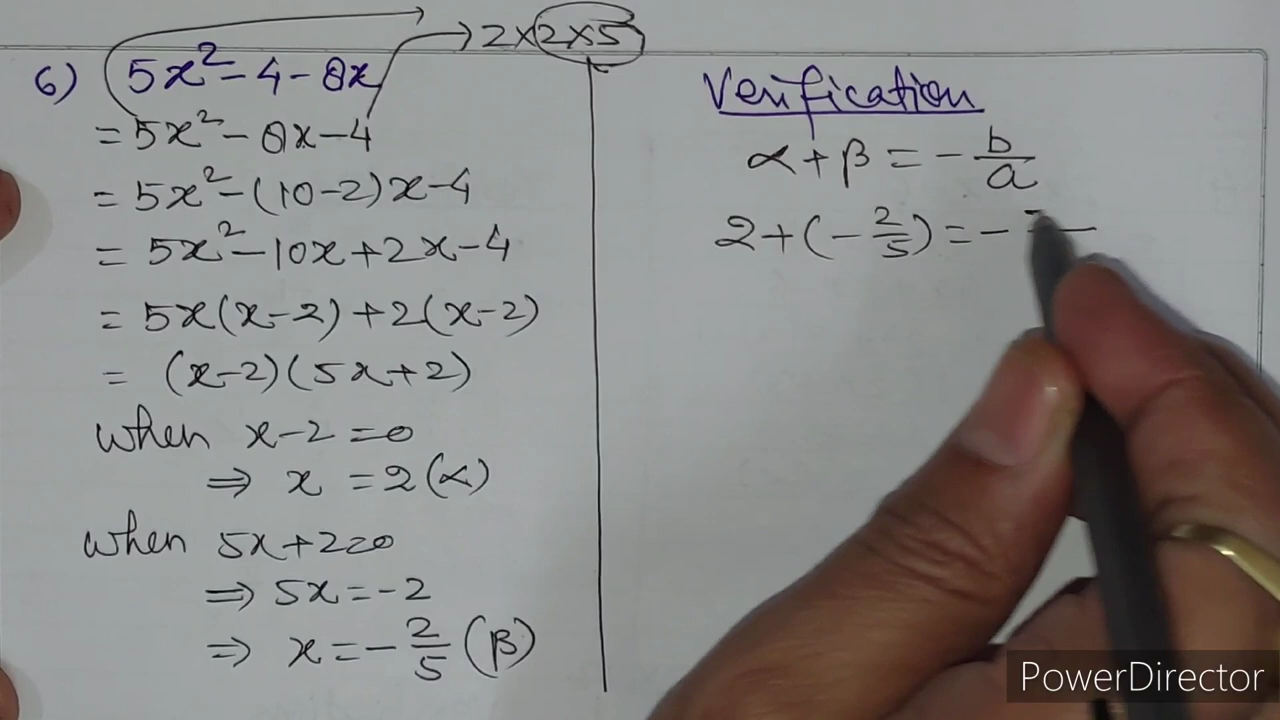 2×2×5
6) 5x²-4-8x
= 5x²-8x-4
= 5x²-(10-2)x-4
= 5x²-10x+2x-4
= 5x(x-2)+2(x-2)
= (x-2)(5x+2)
when x-2=0
⇒ x =2(α)
when 5x+2=0
⇒ 5x=-2
⇒ x=-2/5 (β)
Verification
α+β=-b/a
2+(-2/5)=-
PowerDirector